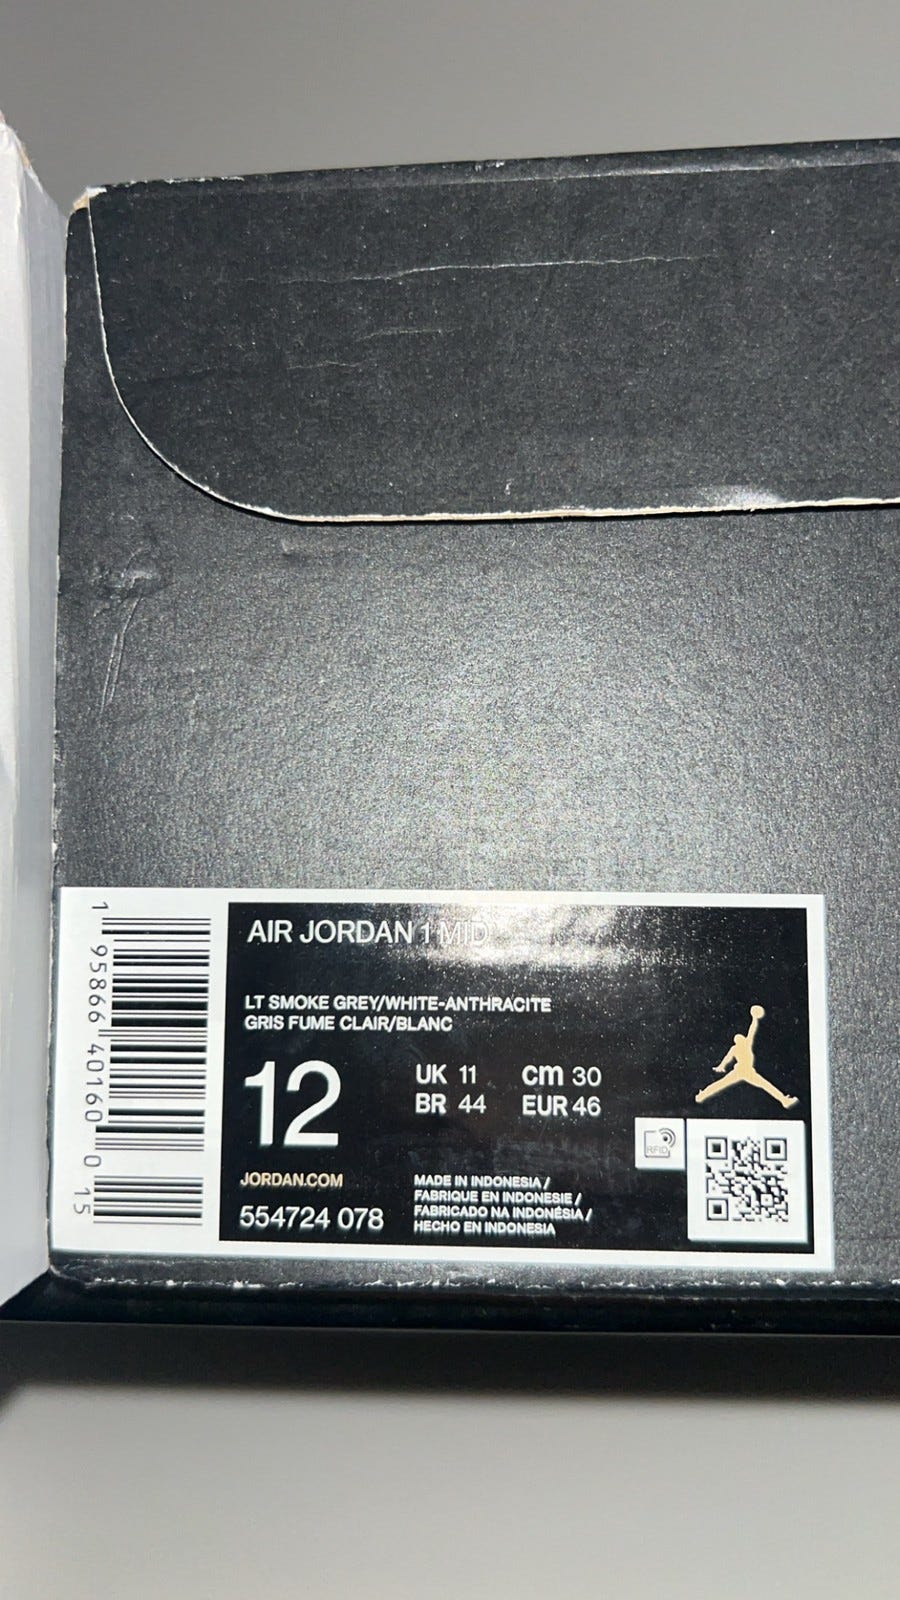 AIR JORDAN 1 MID
LT SMOKE GREY/WHITE-ANTHRACITE
GRIS FUME CLAIR/BLANC
12
UK 11
cm 30
BR 44
EUR 46
RFID
JORDAN.COM
554724 078
MADE IN INDONESIA /
FABRIQUE EN INDONESIE /
FABRICADO NA INDONÉSIA /
HECHO EN INDONESIA
1 95866 40160 0 15